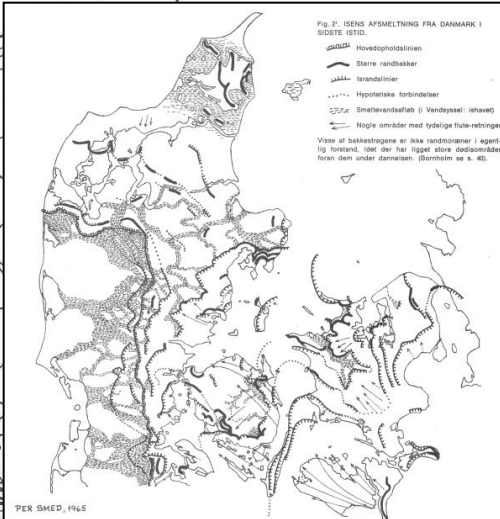 Fig. 2'. ISENS AFSMELTNING FRA DANMARK I
SIDSTE ISTID.
Hovedopholdslinien
Större randbakker
Israndslinier
Hypotetiske forbindelser
Smeltevandsafløb (i Vendsyssel: ishavet)
Nogle områder med tydelige flute-retninger
Visse af bakkestrøgene er ikke randmoræner i egent-
lig forstand, idet der har ligget store dødisområder
foran dem under dannelsen. (Bornholm se s. 40).
PER SMED, 1965